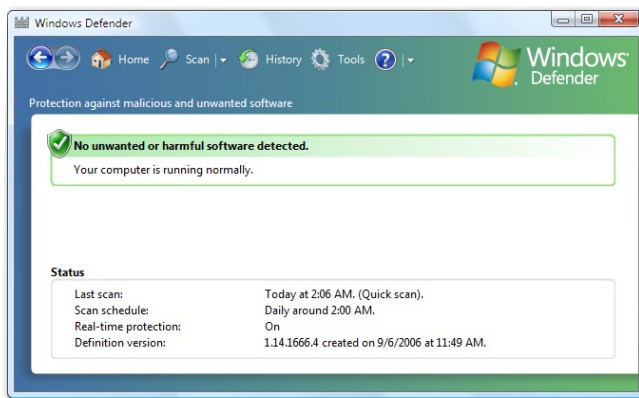 Windows Defender
Home Scan History Tools ?
Windows
Defender
Protection against malicious and unwanted software
No unwanted or harmful software detected.
Your computer is running normally.
Status
Last scan: Today at 2:06 AM. (Quick scan).
Scan schedule: Daily around 2:00 AM.
Real-time protection: On
Definition version: 1.14.1666.4 created on 9/6/2006 at 11:49 AM.